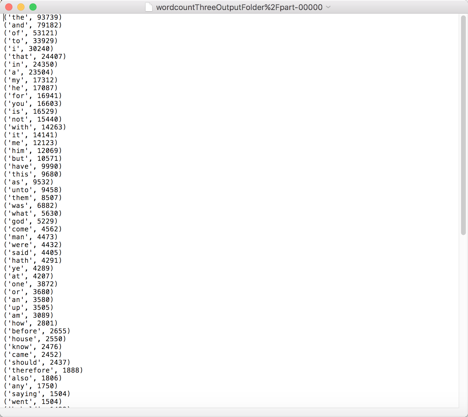 wordcountThreeOutputFolder%2Fpart-00000
('the', 93739)
('and', 79182)
('of', 53121)
('to', 33929)
('i', 30240)
('that', 24407)
('in', 24350)
('a', 23504)
('my', 17312)
('he', 17087)
('for', 16941)
('you', 16603)
('is', 16529)
('not', 15440)
('with', 14263)
('it', 14141)
('me', 12123)
('him', 12069)
('but', 10571)
('have', 9990)
('this', 9680)
('as', 9532)
('unto', 9458)
('them', 8507)
('was', 6882)
('what', 5630)
('god', 5229)
('come', 4562)
('man', 4473)
('were', 4432)
('said', 4405)
('hath', 4291)
('ye', 4289)
('at', 4207)
('one', 3872)
('or', 3680)
('an', 3580)
('up', 3505)
('am', 3089)
('how', 2801)
('before', 2655)
('house', 2550)
('know', 2476)
('came', 2452)
('should', 2437)
('therefore', 1888)
('also', 1806)
('any', 1750)
('saying', 1504)
('went', 1504)